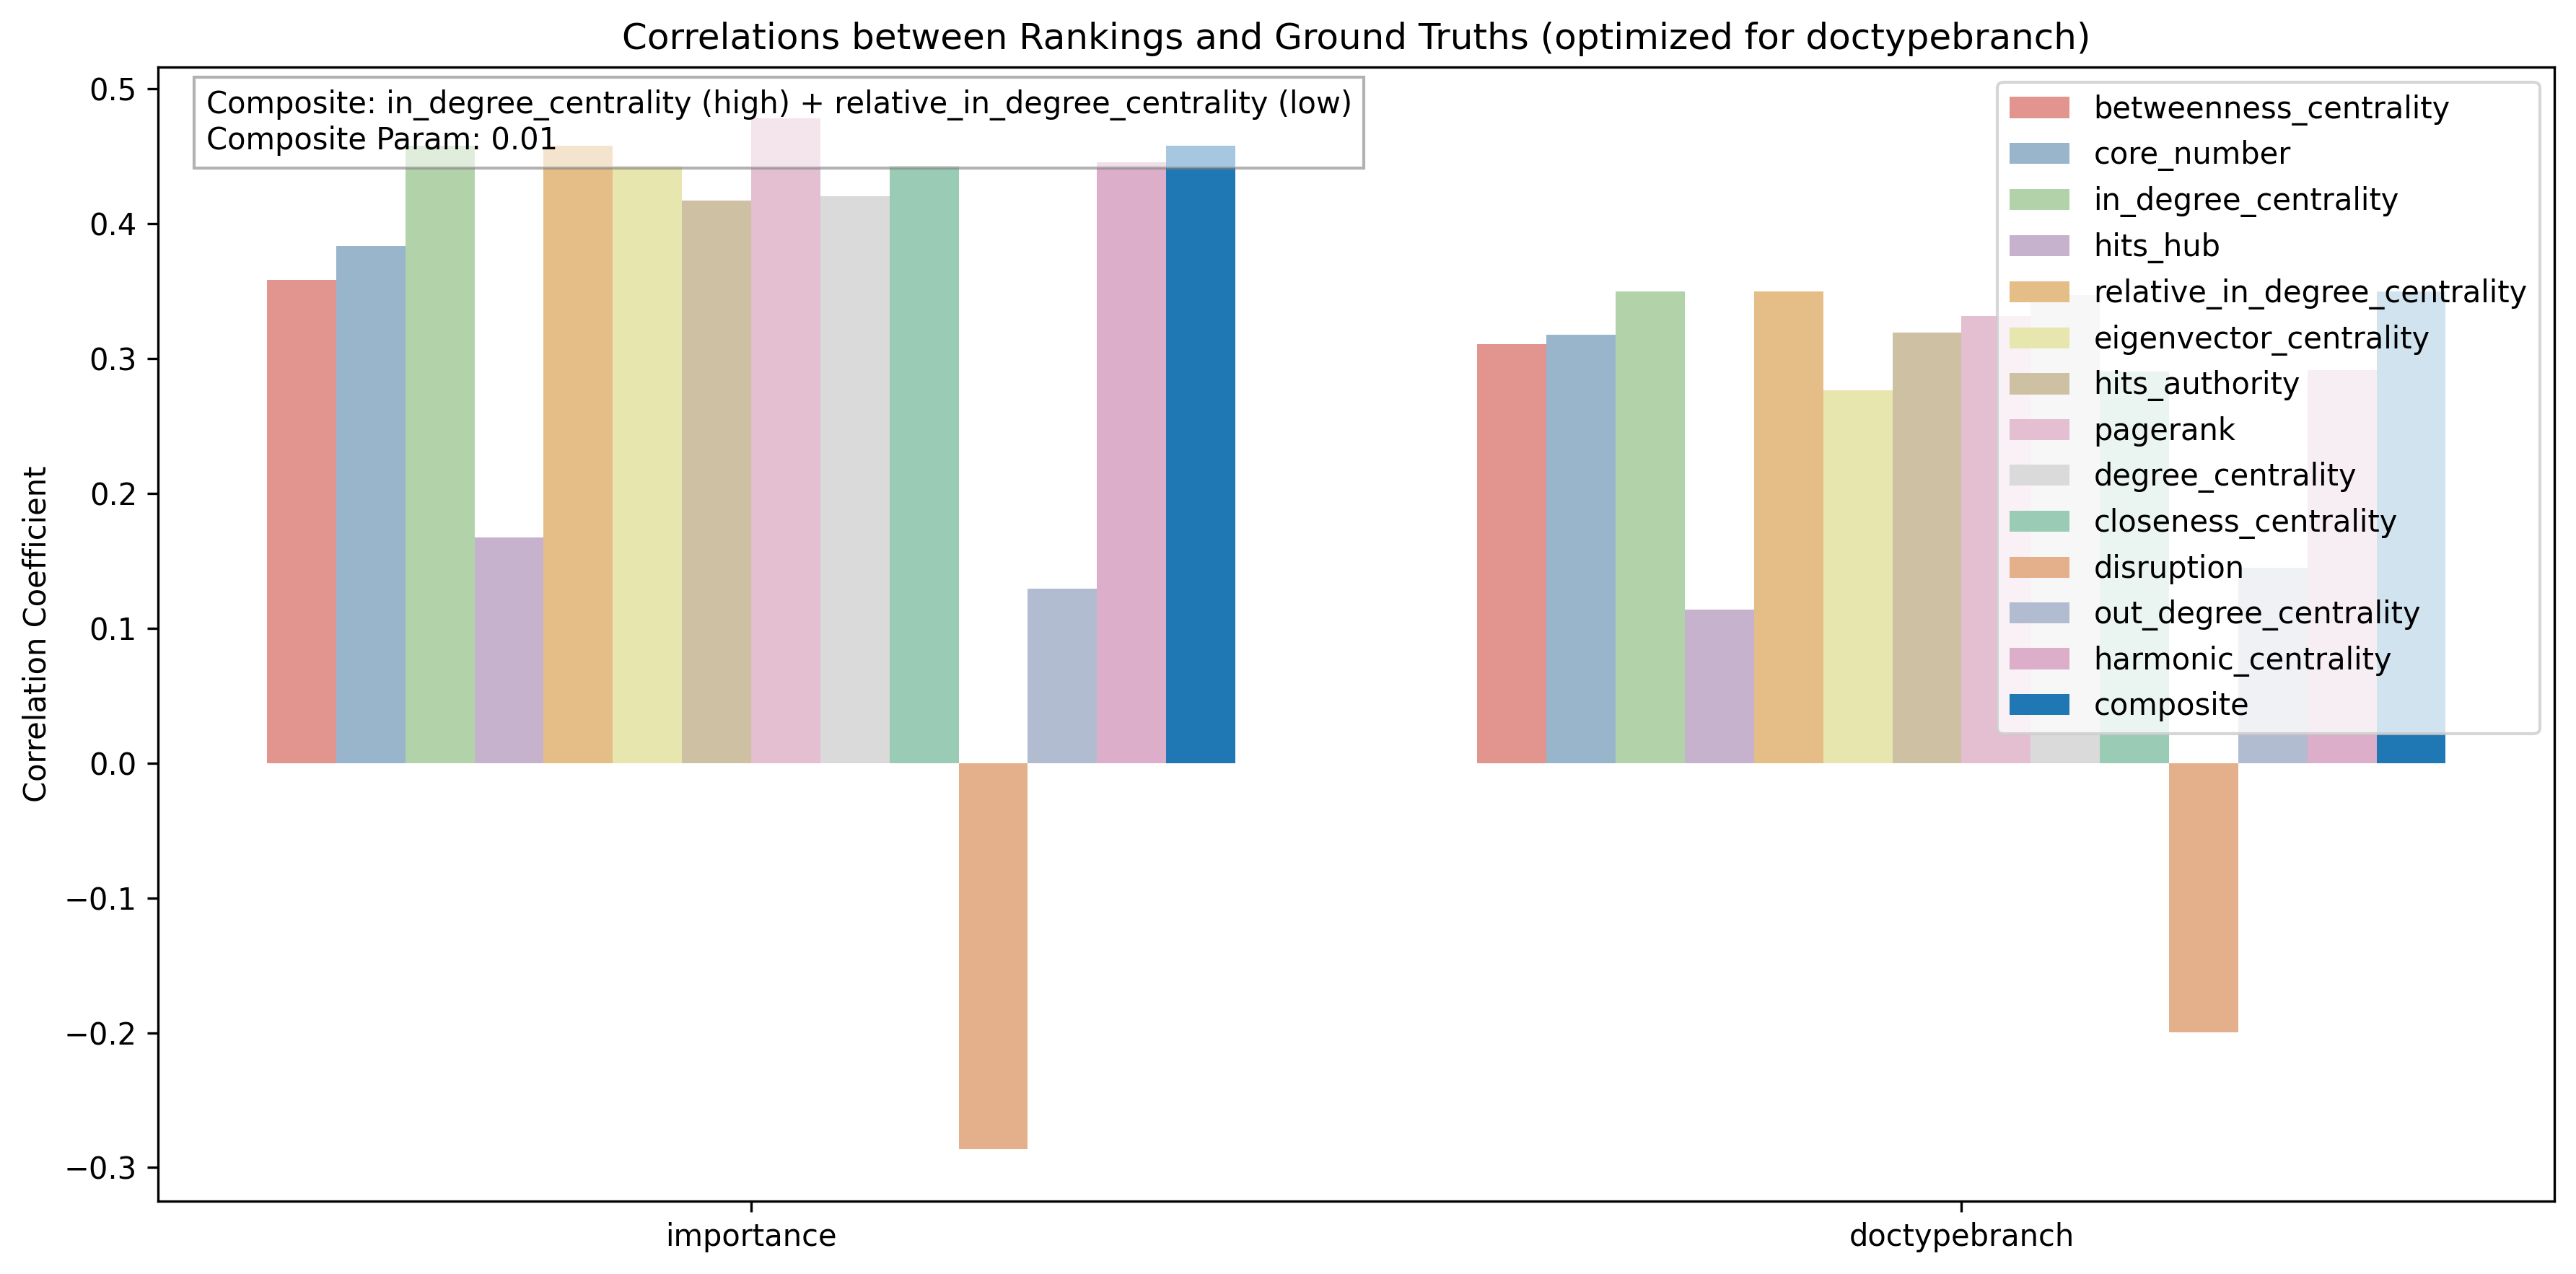 Correlations between Rankings and Ground Truths (optimized for doctypebranch)
Composite: in_degree_centrality (high) + relative_in_degree_centrality (low)
Composite Param: 0.01
Correlation Coefficient
0.5
0.4
0.3
0.2
0.1
0.0
−0.1
−0.2
−0.3
importance
doctypebranch
betweenness_centrality
core_number
in_degree_centrality
hits_hub
relative_in_degree_centrality
eigenvector_centrality
hits_authority
pagerank
degree_centrality
closeness_centrality
disruption
out_degree_centrality
harmonic_centrality
composite